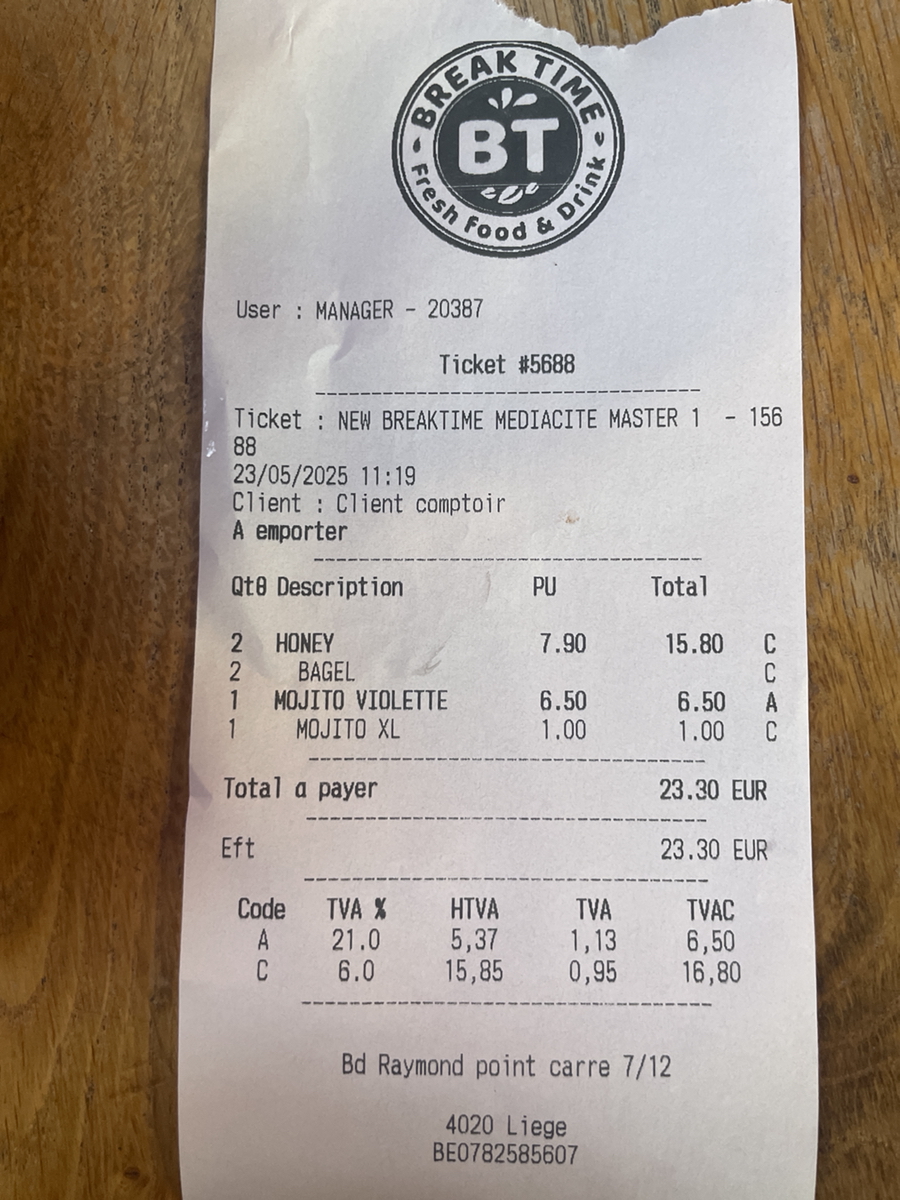 BREAK TIME
BT
Fresh Food & Drink
User : MANAGER - 20387
Ticket #5688
Ticket : NEW BREAKTIME MEDIACITE MASTER 1 - 156
88
23/05/2025 11:19
Client : Client comptoir
A emporter
Qt0 Description PU Total
2 HONEY 7.90 15.80 C
2 BAGEL C
1 MOJITO VIOLETTE 6.50 6.50 A
1 MOJITO XL 1.00 1.00 C
Total a payer 23.30 EUR
Eft 23.30 EUR
Code TVA % HTVA TVA TVAC
A 21.0 5,37 1,13 6,50
C 6.0 15,85 0,95 16,80
Bd Raymond point carre 7/12
4020 Liege
BE0782585607